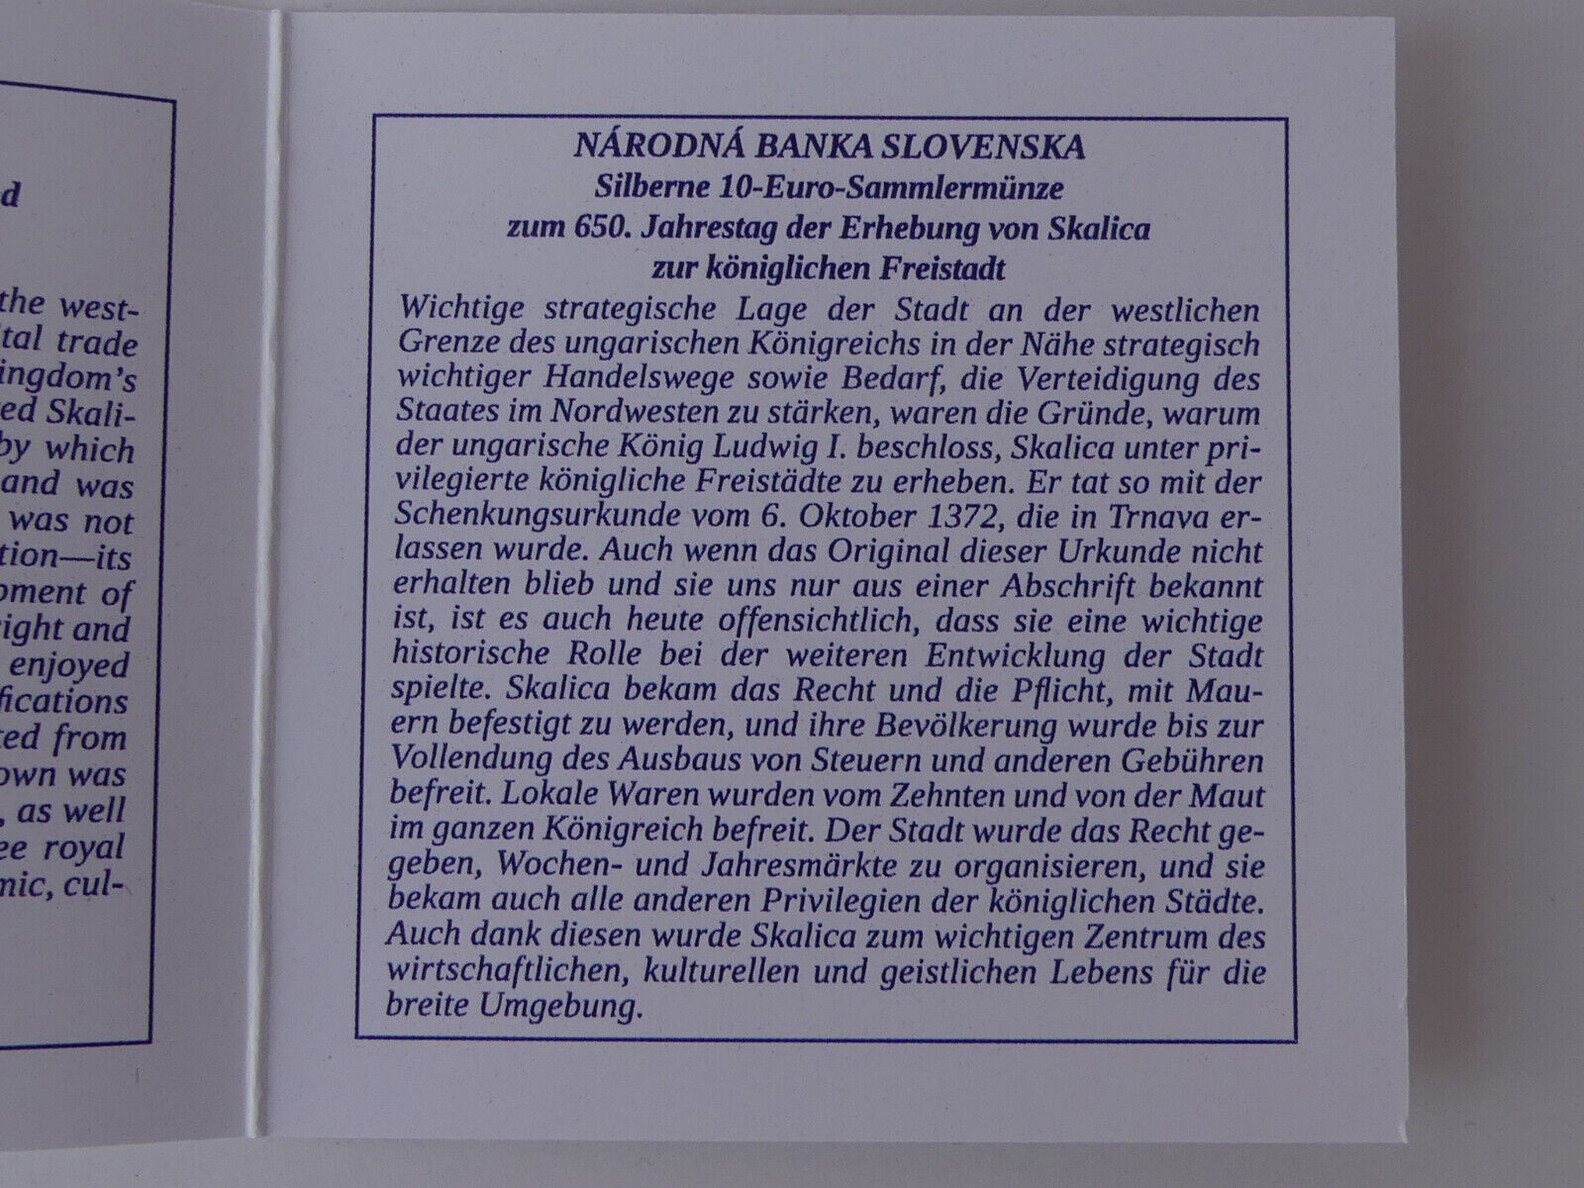 d
the west-
tal trade
ingdom's
ed Skali-
by which
and was
was not
tion—its
pment of
ight and
enjoyed
fications
ted from
own was
, as well
ee royal
mic, cul-
NÁRODNÁ BANKA SLOVENSKA
Silberne 10-Euro-Sammlermünze
zum 650. Jahrestag der Erhebung von Skalica
zur königlichen Freistadt
Wichtige strategische Lage der Stadt an der westlichen
Grenze des ungarischen Königreichs in der Nähe strategisch
wichtiger Handelswege sowie Bedarf, die Verteidigung des
Staates im Nordwesten zu stärken, waren die Gründe, warum
der ungarische König Ludwig I. beschloss, Skalica unter pri-
vilegierte königliche Freistädte zu erheben. Er tat so mit der
Schenkungsurkunde vom 6. Oktober 1372, die in Trnava er-
lassen wurde. Auch wenn das Original dieser Urkunde nicht
erhalten blieb und sie uns nur aus einer Abschrift bekannt
ist, ist es auch heute offensichtlich, dass sie eine wichtige
historische Rolle bei der weiteren Entwicklung der Stadt
spielte. Skalica bekam das Recht und die Pflicht, mit Mau-
ern befestigt zu werden, und ihre Bevölkerung wurde bis zur
Vollendung des Ausbaus von Steuern und anderen Gebühren
befreit. Lokale Waren wurden vom Zehnten und von der Maut
im ganzen Königreich befreit. Der Stadt wurde das Recht ge-
geben, Wochen- und Jahresmärkte zu organisieren, und sie
bekam auch alle anderen Privilegien der königlichen Städte.
Auch dank diesen wurde Skalica zum wichtigen Zentrum des
wirtschaftlichen, kulturellen und geistlichen Lebens für die
breite Umgebung.